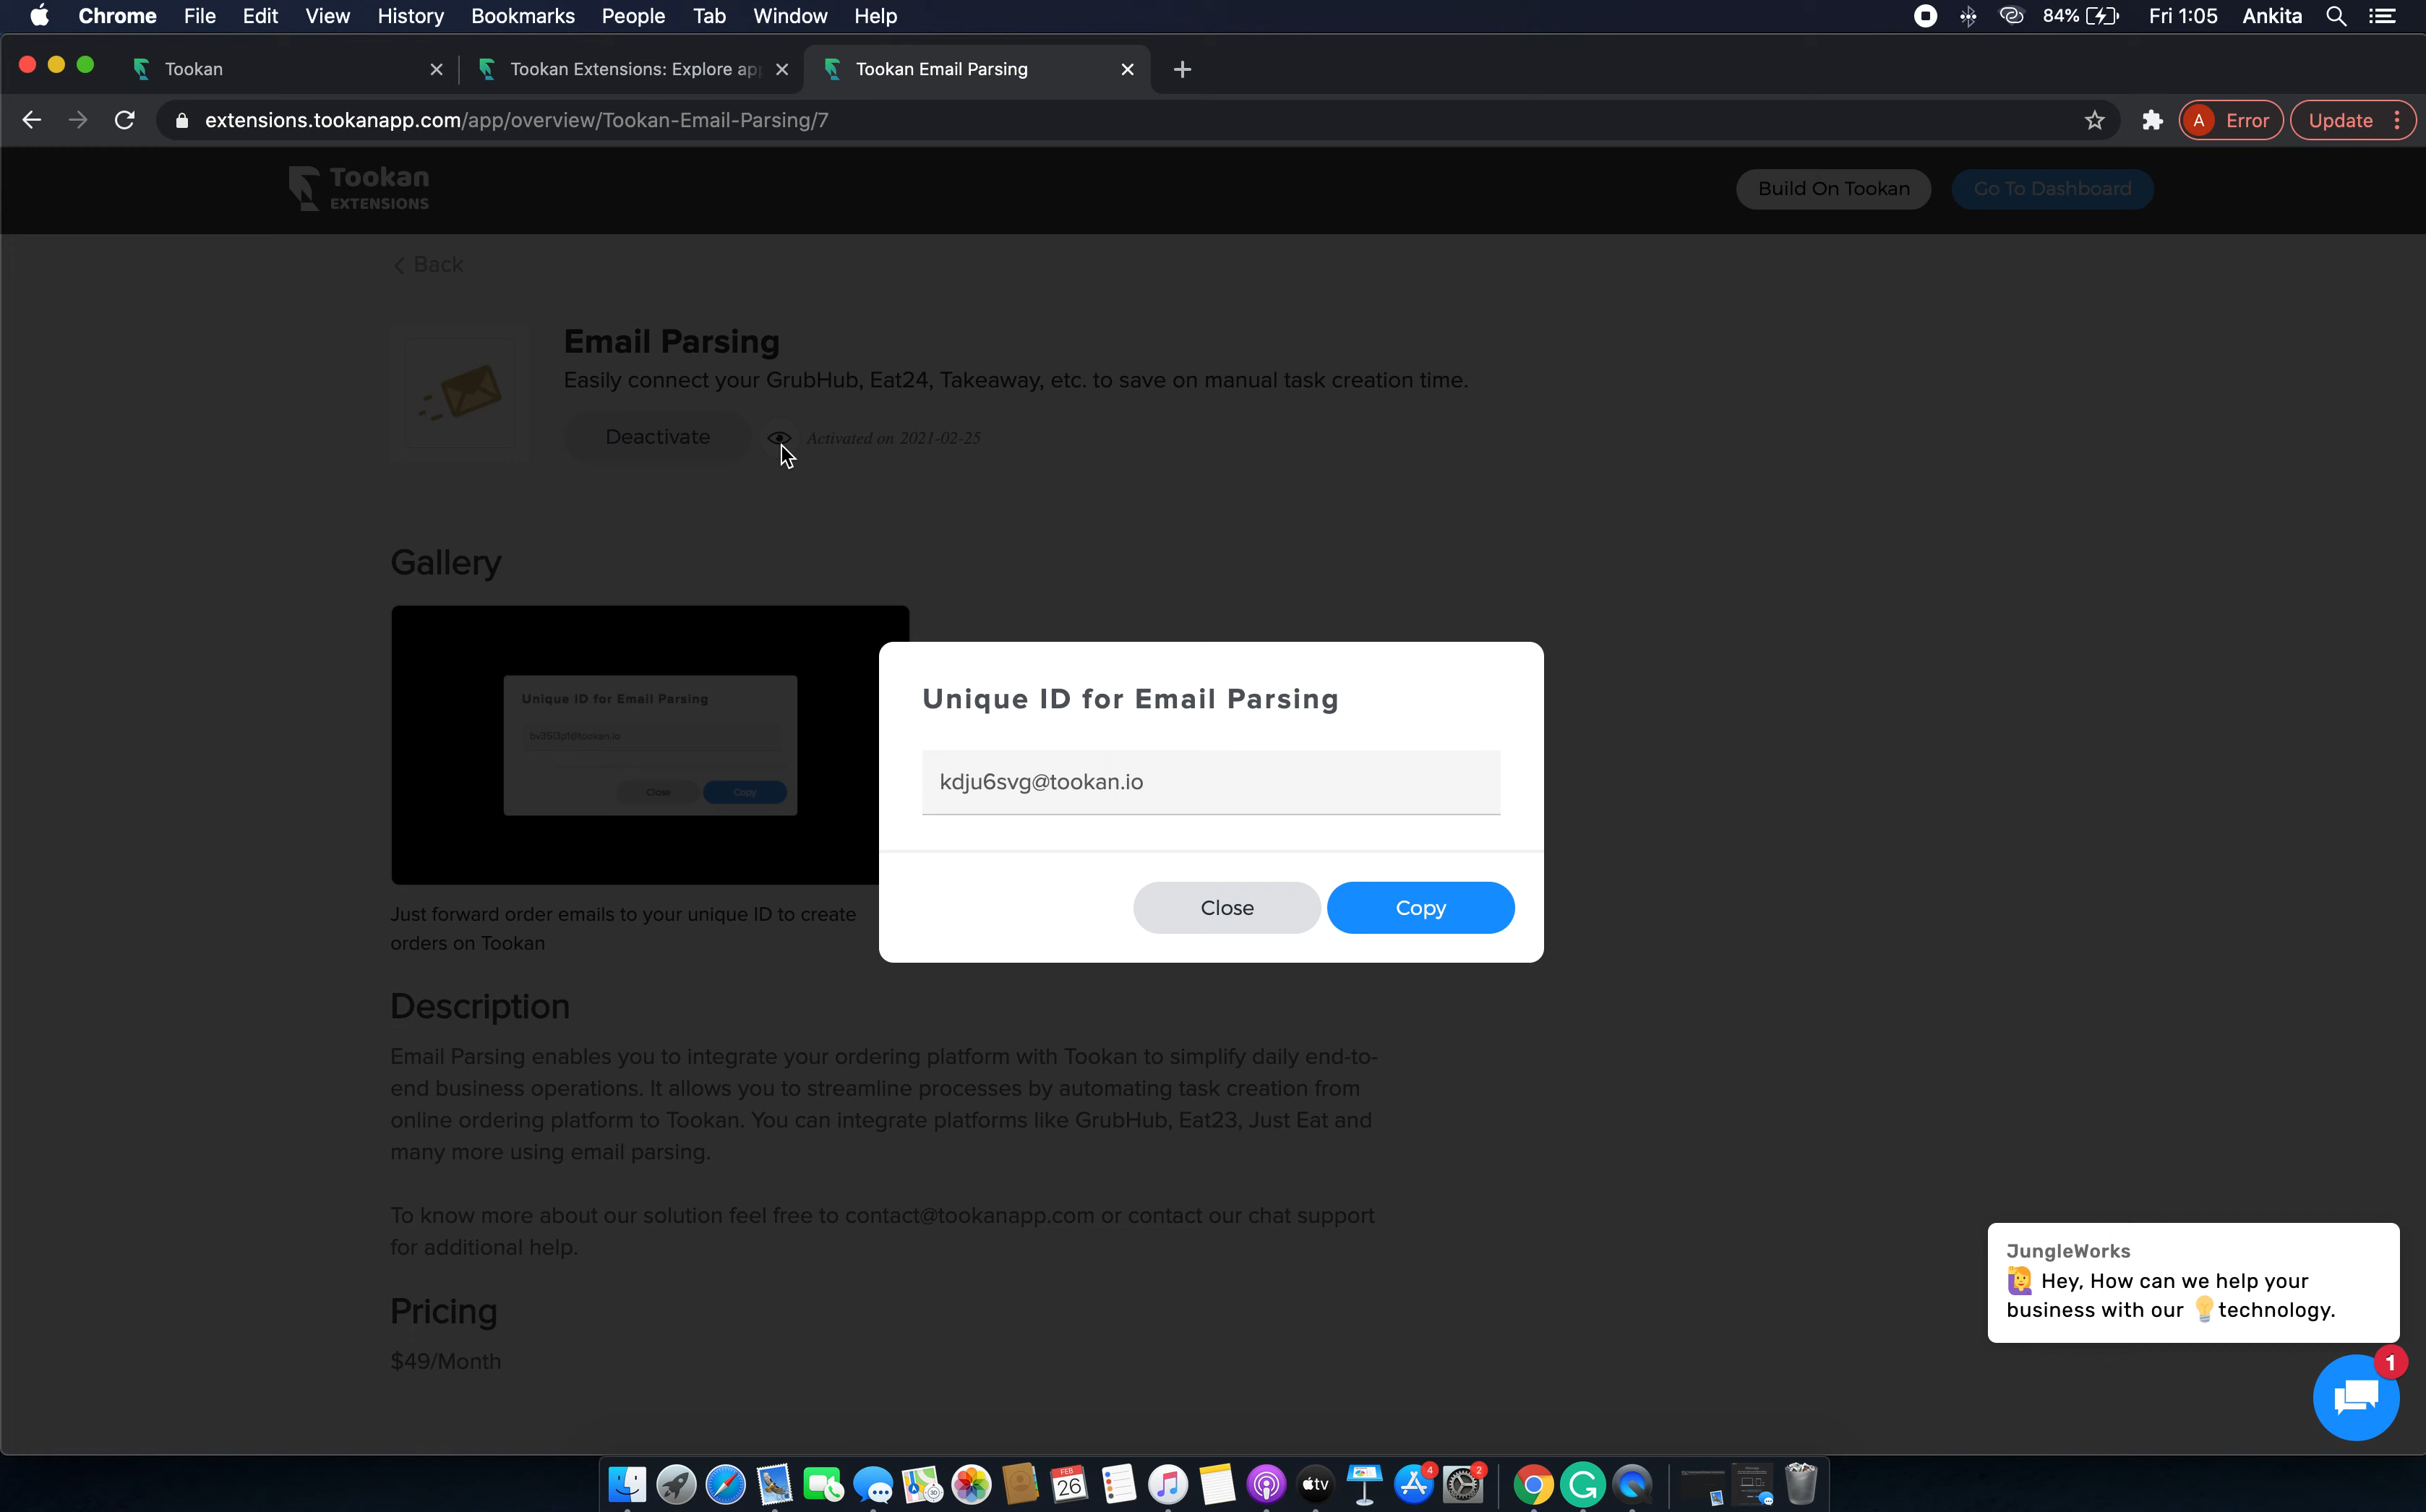 Chrome File Edit View History Bookmarks People Tab Window Help 84% Fri 1:05 Ankita
Tookan Tookan Extensions: Explore ap Tookan Email Parsing
extensions.tookanapp.com/app/overview/Tookan-Email-Parsing/7 A Error Update
Tookan
EXTENSIONS
Build On Tookan Go To Dashboard
Back
Email Parsing
Easily connect your GrubHub, Eat24, Takeaway, etc. to save on manual task creation time.
Deactivate Activated on 2021-02-25
Gallery
Unique ID for Email Parsing
Close Copy
Just forward order emails to your unique ID to create
orders on Tookan
Unique ID for Email Parsing
kdju6svg@tookan.io
Close Copy
Description
Email Parsing enables you to integrate your ordering platform with Tookan to simplify daily end-to-
end business operations. It allows you to streamline processes by automating task creation from
online ordering platform to Tookan. You can integrate platforms like GrubHub, Eat23, Just Eat and
many more using email parsing.
To know more about our solution feel free to contact@tookanapp.com or contact our chat support
for additional help.
Pricing
$49/Month
JungleWorks
🙋 Hey, How can we help your
business with our 💡technology.
1
FEB
26
3D
tv
4
2